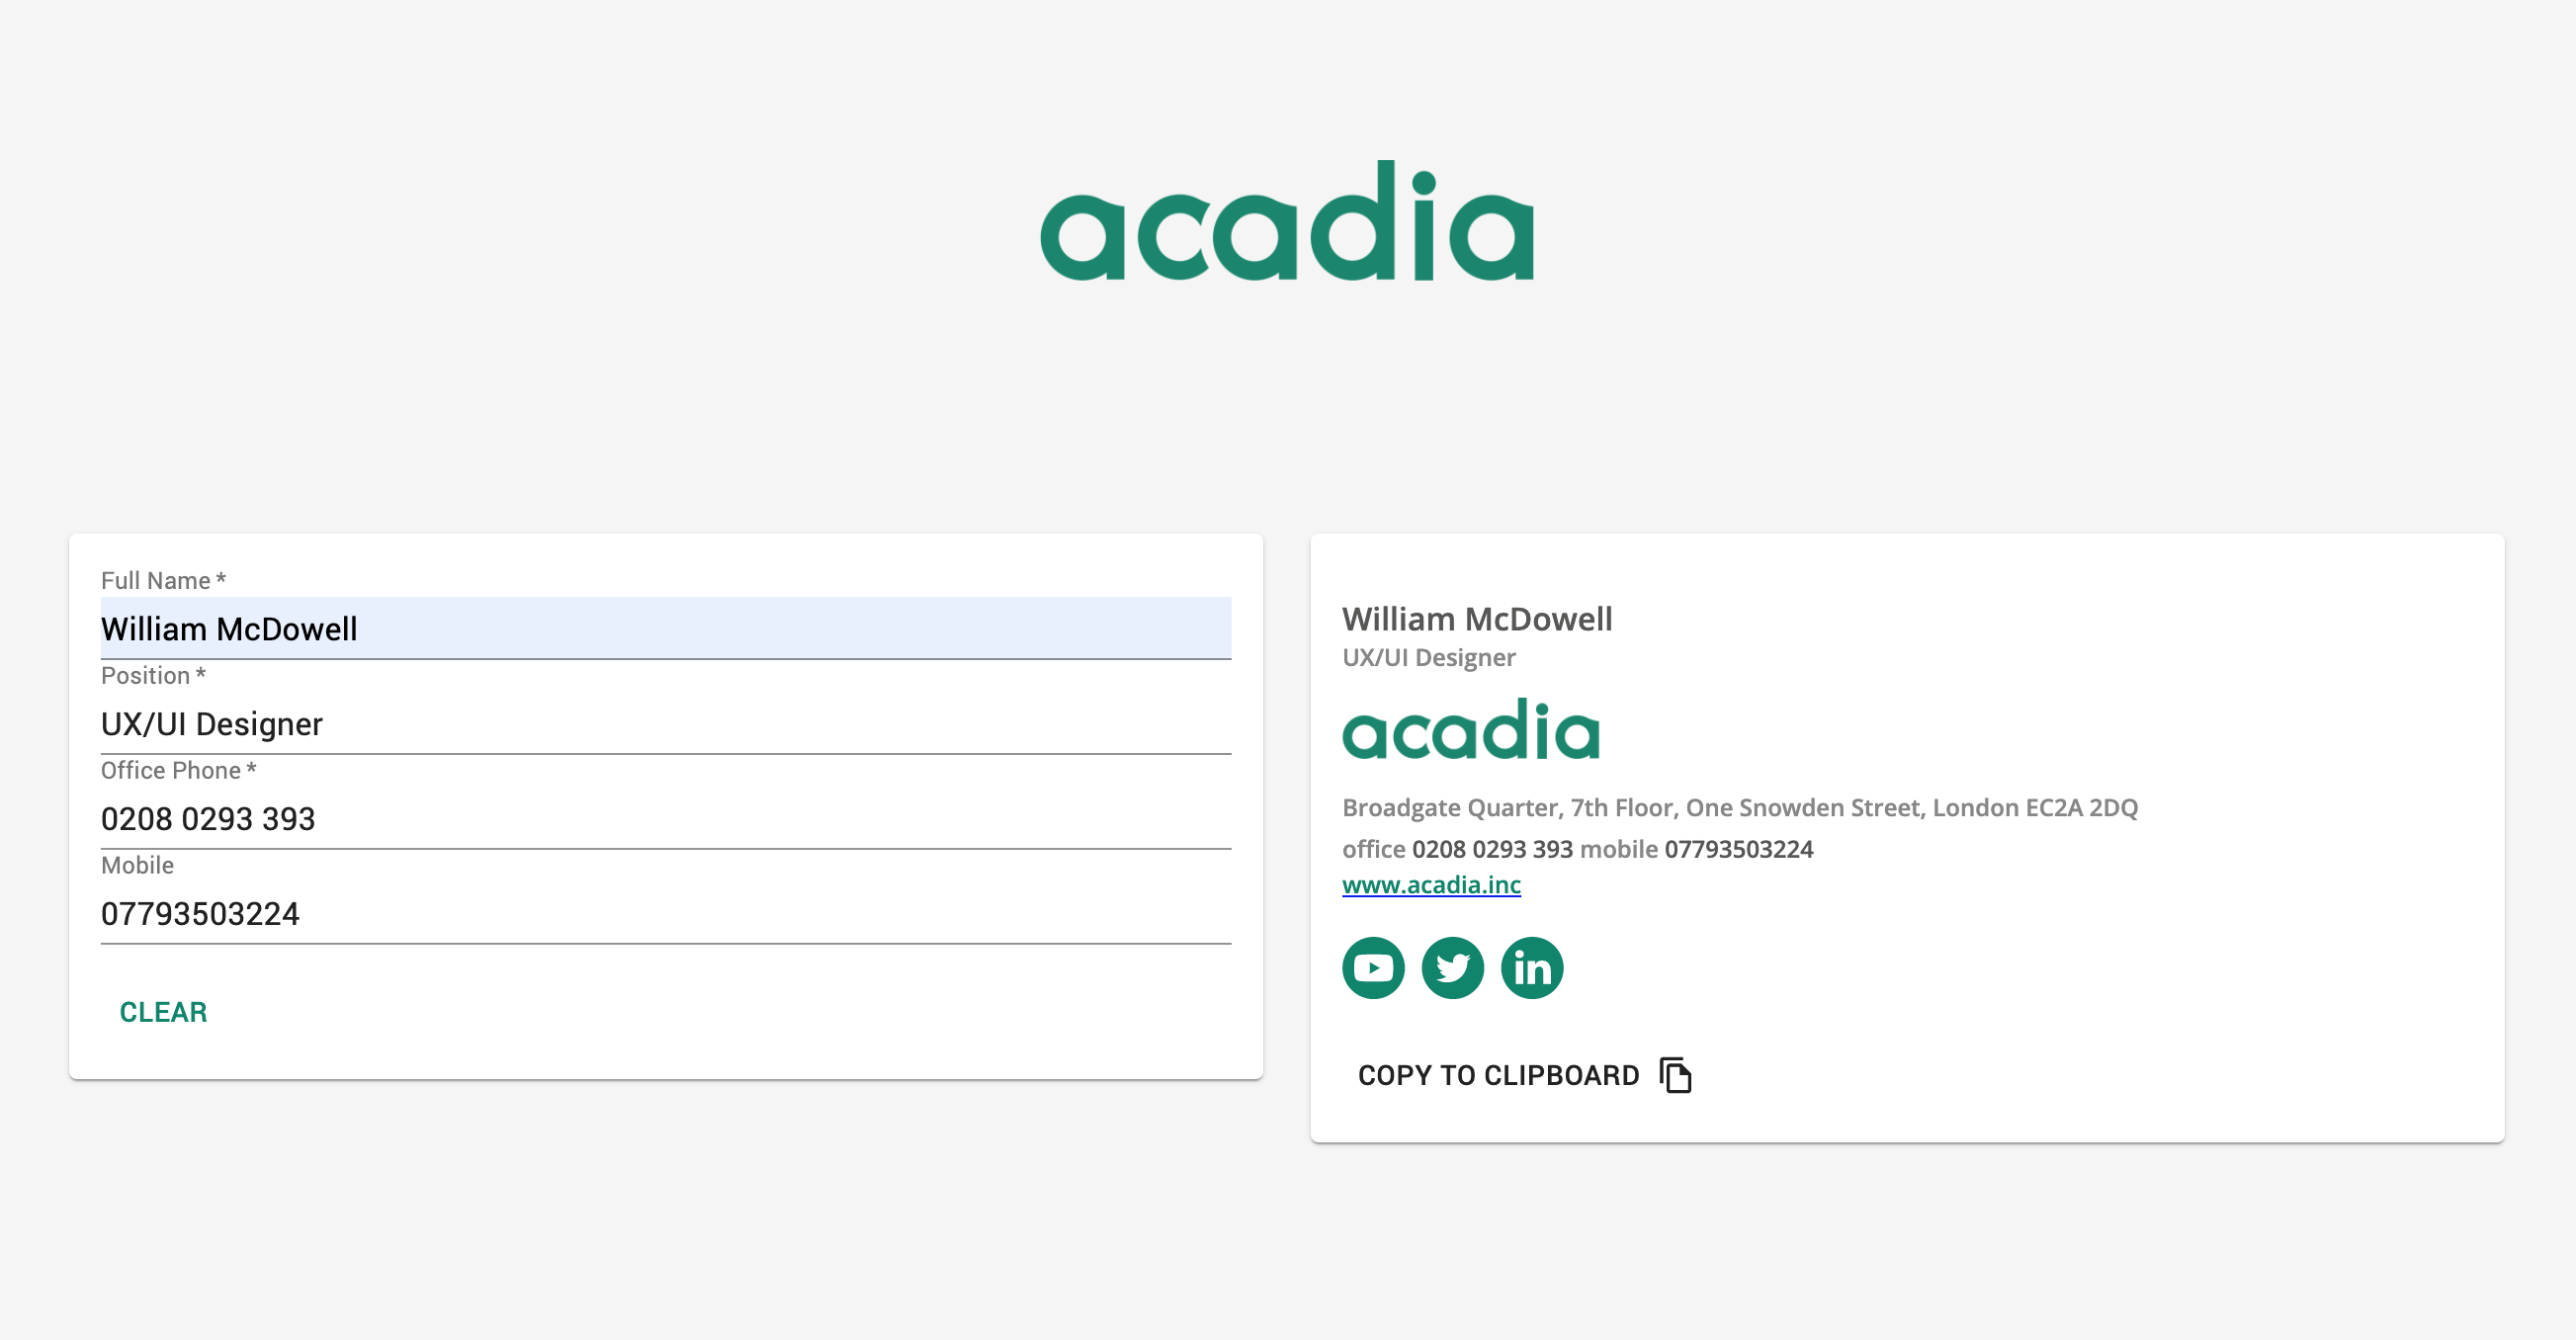 acadia
Full Name *
William McDowell
Position *
UX/UI Designer
Office Phone *
0208 0293 393
Mobile
07793503224
CLEAR
William McDowell
UX/UI Designer
acadia
Broadgate Quarter, 7th Floor, One Snowden Street, London EC2A 2DQ
office 0208 0293 393 mobile 07793503224
www.acadia.inc
in
COPY TO CLIPBOARD